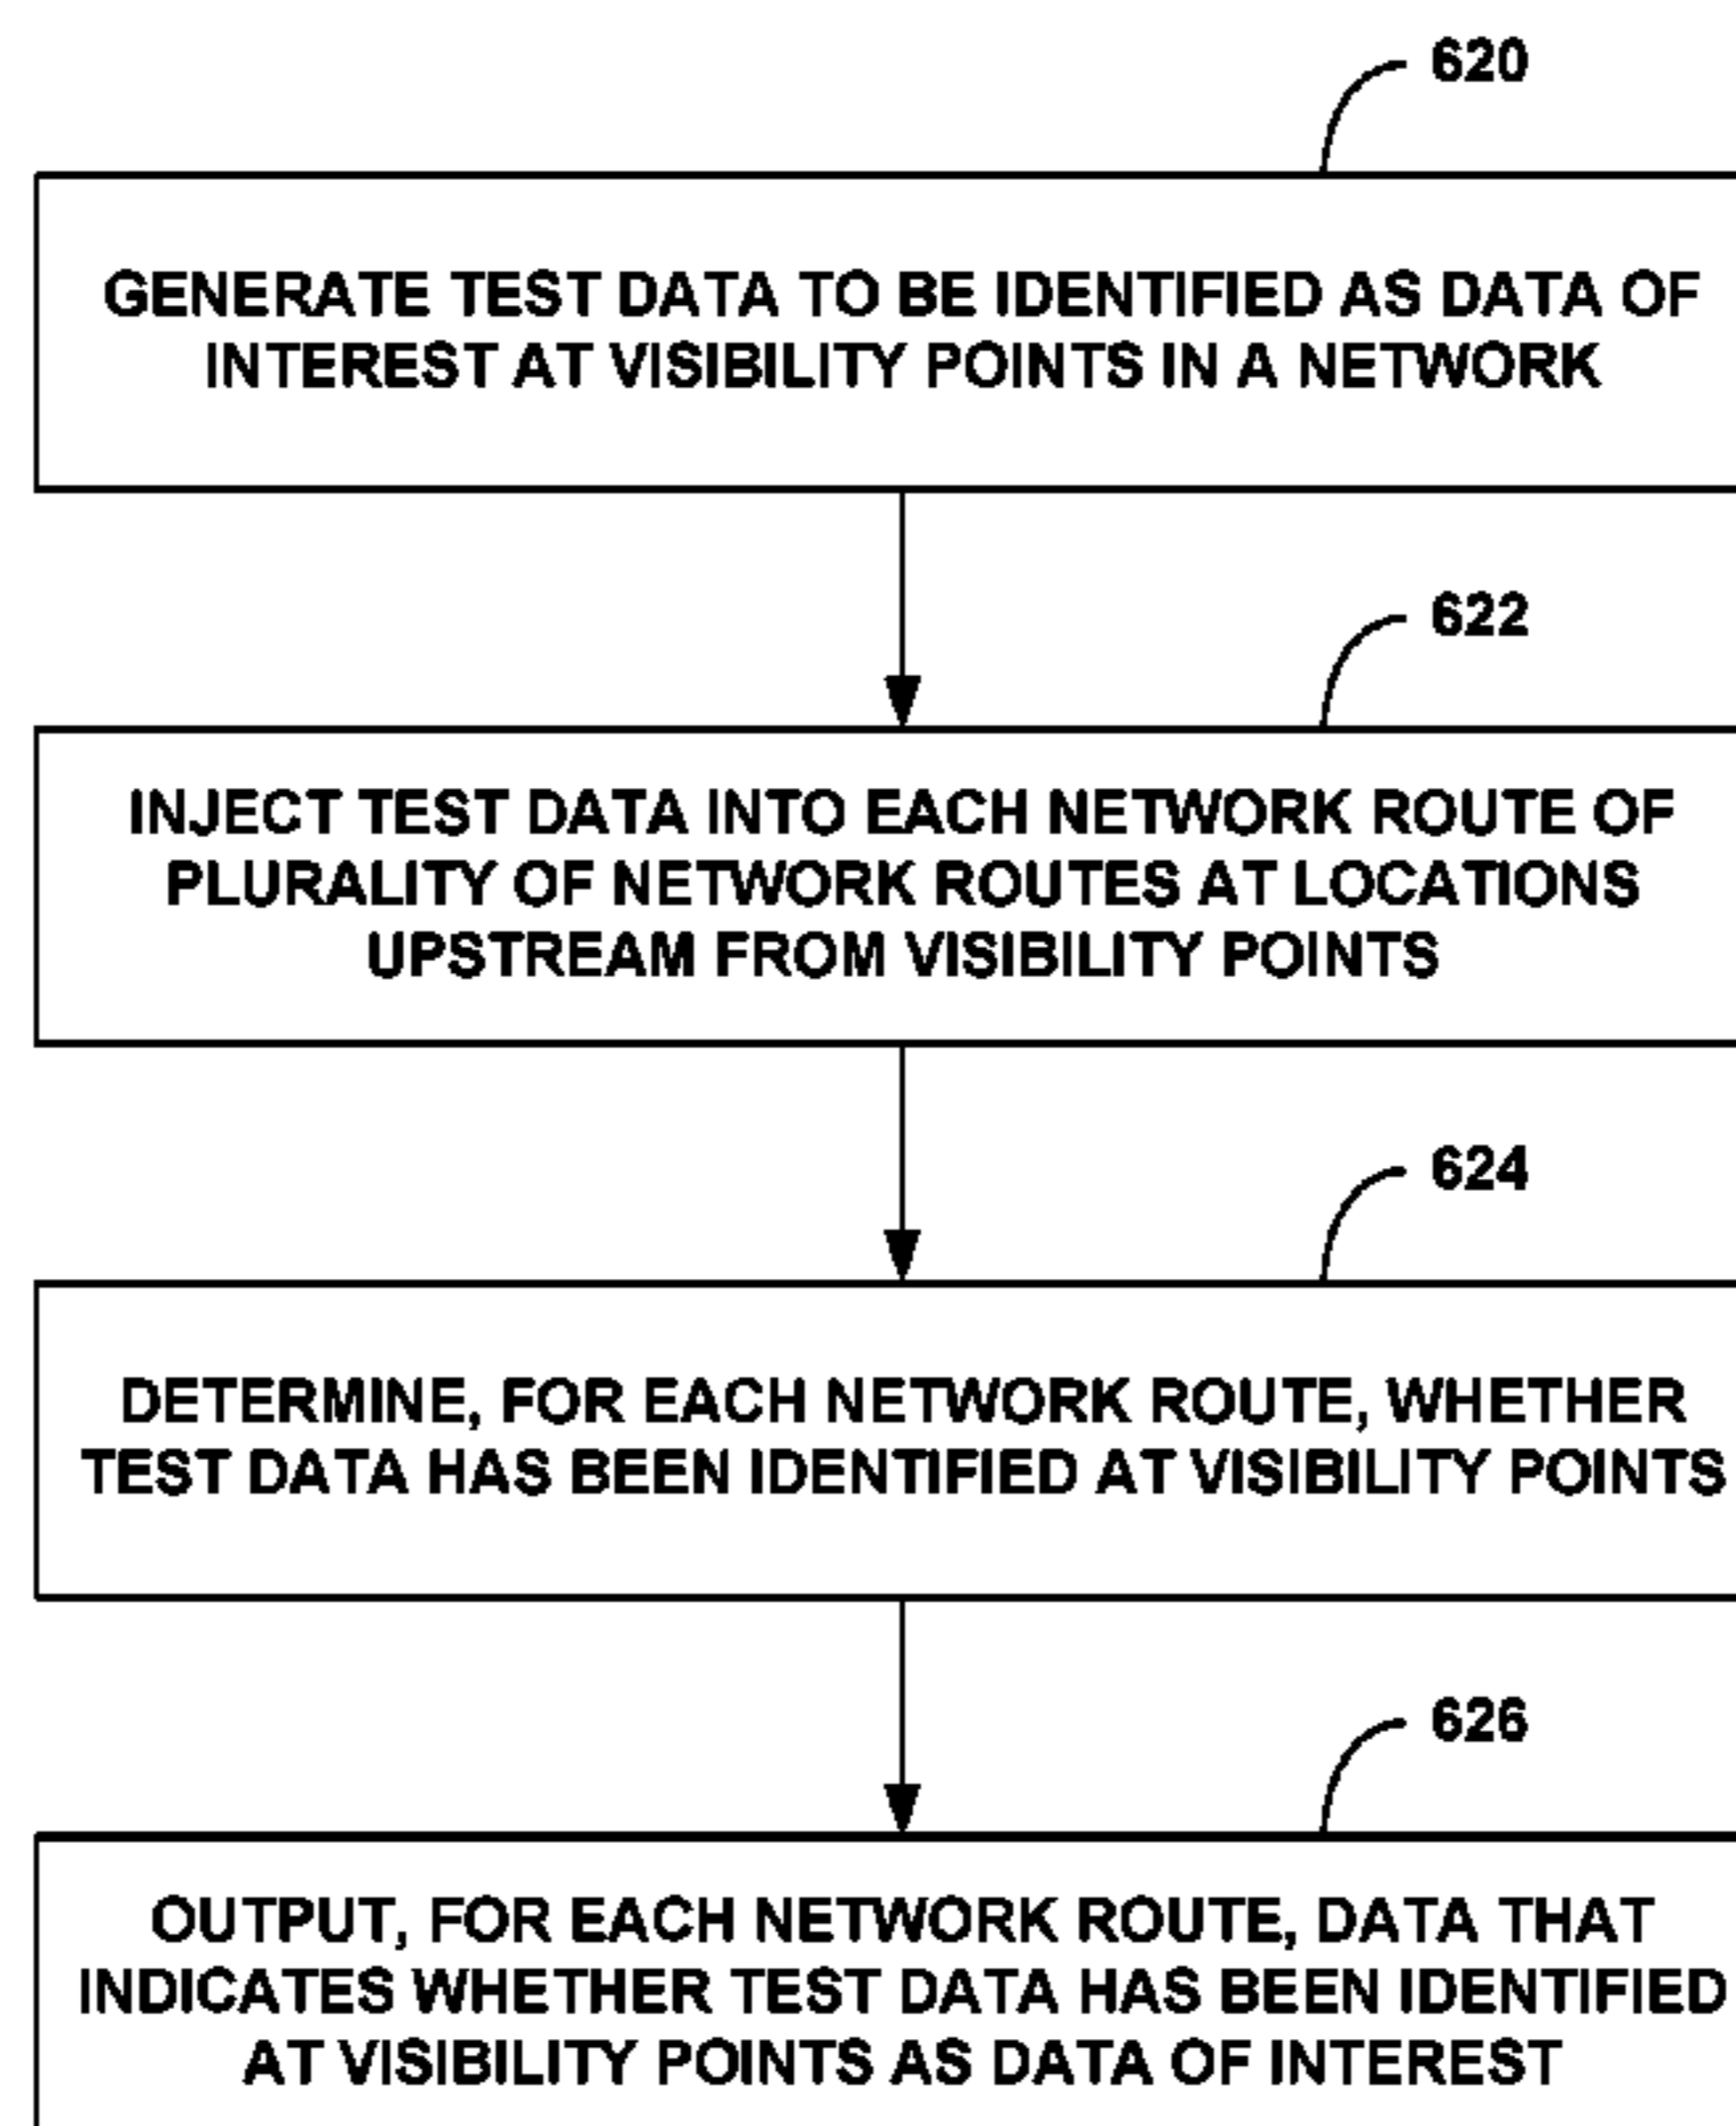 620
GENERATE TEST DATA TO BE IDENTIFIED AS DATA OF
INTEREST AT VISIBILITY POINTS IN A NETWORK
622
INJECT TEST DATA INTO EACH NETWORK ROUTE OF
PLURALITY OF NETWORK ROUTES AT LOCATIONS
UPSTREAM FROM VISIBILITY POINTS
624
DETERMINE, FOR EACH NETWORK ROUTE, WHETHER
TEST DATA HAS BEEN IDENTIFIED AT VISIBILITY POINTS
626
OUTPUT, FOR EACH NETWORK ROUTE, DATA THAT
INDICATES WHETHER TEST DATA HAS BEEN IDENTIFIED
AT VISIBILITY POINTS AS DATA OF INTEREST